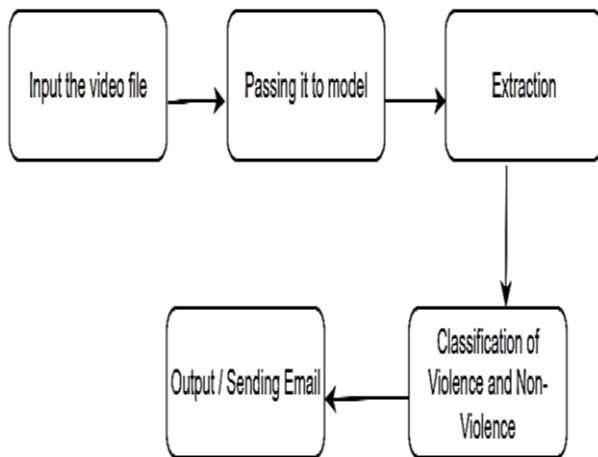 Input the video file
Passing it to model
Extraction
Classification of
Violence and Non-
Violence
Output / Sending Email